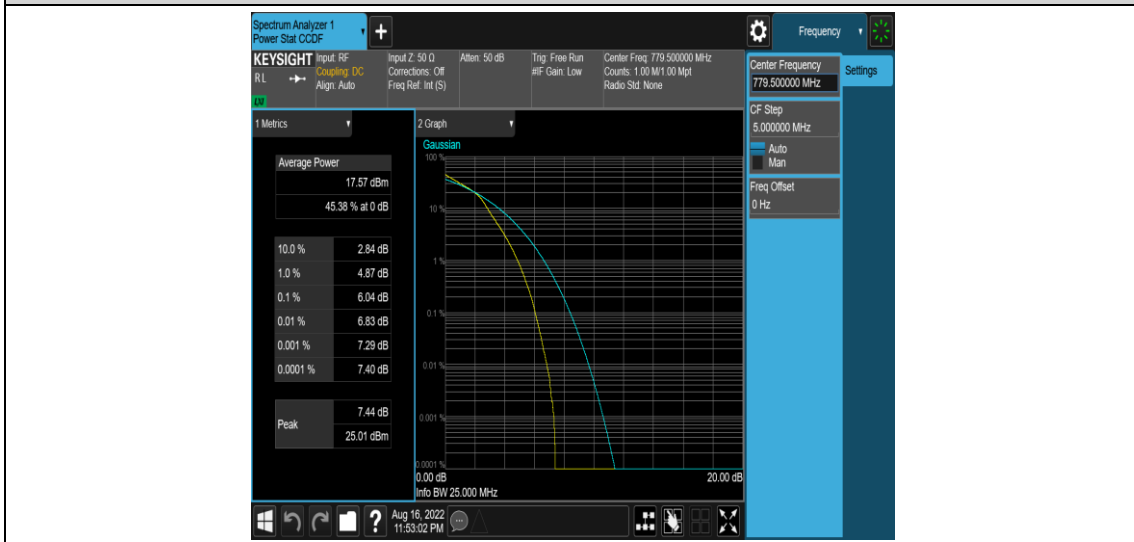 Spectrum Analyzer 1
Power Stat CCDF
+
Frequency
KEYSIGHT
RL
LNI
Input: RF
Coupling: DC
Align: Auto
Input Z: 50 Ω
Corrections: Off
Freq Ref: Int (S)
Atten: 50 dB
Trig: Free Run
#IF Gain: Low
Center Freq: 779.500000 MHz
Counts: 1.00 M/1.00 Mpt
Radio Std: None
Center Frequency
779.500000 MHz
Settings
CF Step
5.000000 MHz
Auto
Man
Freq Offset
0 Hz
1 Metrics
Average Power
17.57 dBm
45.38 % at 0 dB
10.0 % 2.84 dB
1.0 % 4.87 dB
0.1 % 6.04 dB
0.01 % 6.83 dB
0.001 % 7.29 dB
0.0001 % 7.40 dB
Peak
7.44 dB
25.01 dBm
2 Graph
Gaussian
100 %
10 %
1 %
0.1 %
0.01 %
0.001 %
0.0001 %
0.00 dB 20.00 dB
Info BW 25.000 MHz
?
Aug 16, 2022
11:53:02 PM